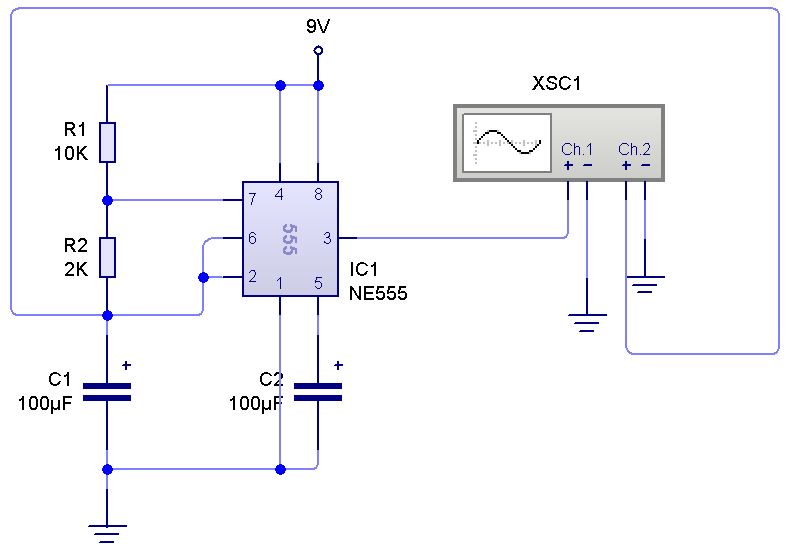 9V
XSC1
R1
10K
Ch.1
Ch.2
+ −
+ −
4 8
7
R2
2K
6
555
3
2
1 5
IC1
NE555
+
C1
100µF
+
C2
100µF